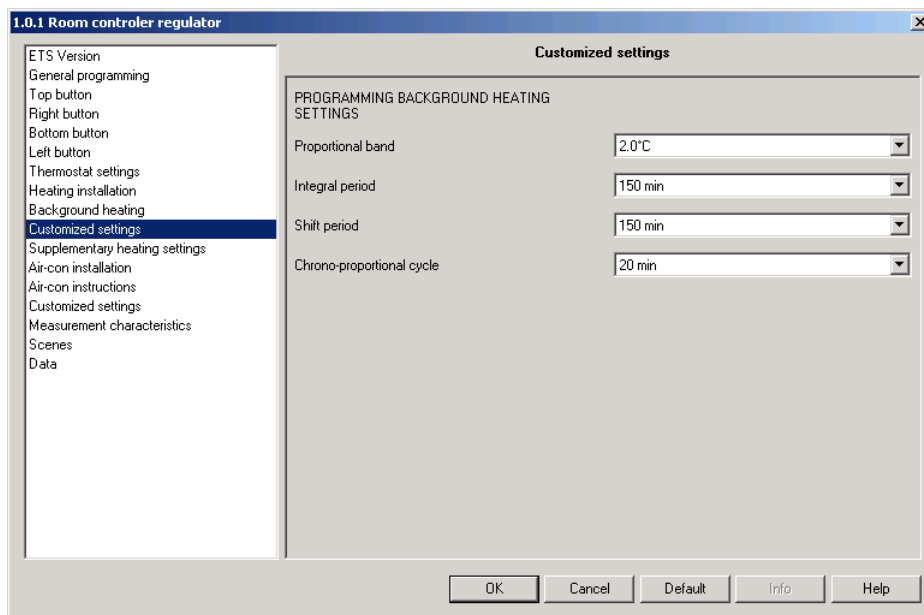 1.0.1 Room controler regulator
ETS Version
General programming
Top button
Right button
Bottom button
Left button
Thermostat settings
Heating installation
Background heating
Customized settings
Supplementary heating settings
Air-con installation
Air-con instructions
Customized settings
Measurement characteristics
Scenes
Data
Customized settings
PROGRAMMING BACKGROUND HEATING
SETTINGS
Proportional band 2.0°C
Integral period 150 min
Shift period 150 min
Chrono-proportional cycle 20 min
OK Cancel Default Info Help